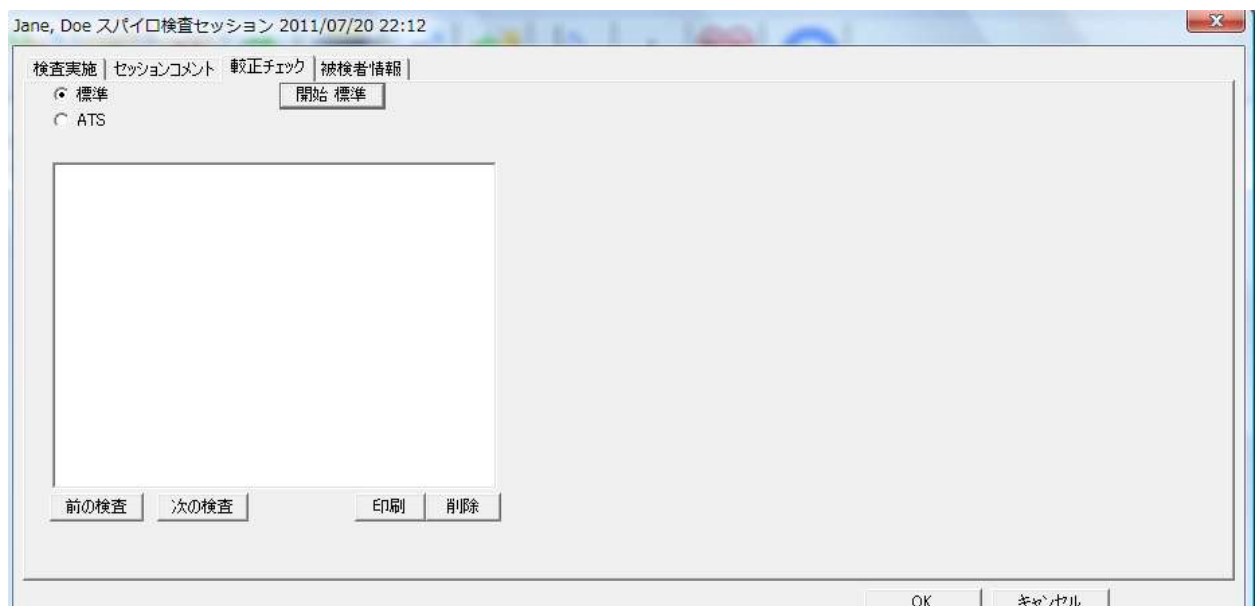 Jane, Doe スパイロ検査セッション 2011/07/20 22:12
検査実施 セッションコメント 較正チェック 被検者情報
標準 開始 標準
ATS
前の検査 次の検査 印刷 削除
OK キャンセル